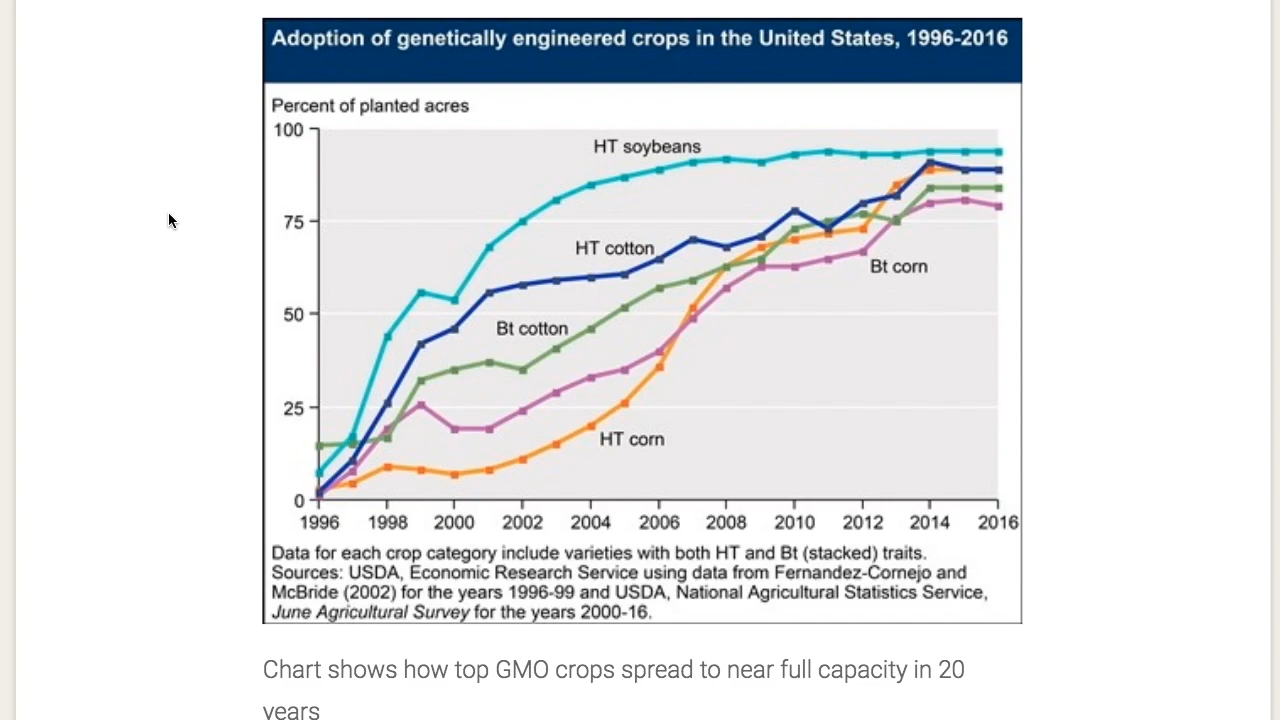 Adoption of genetically engineered crops in the United States, 1996-2016
Percent of planted acres
100
75
50
25
0
HT soybeans
HT cotton
Bt corn
Bt cotton
HT corn
1996 1998 2000 2002 2004 2006 2008 2010 2012 2014 2016
Data for each crop category include varieties with both HT and Bt (stacked) traits.
Sources: USDA, Economic Research Service using data from Fernandez-Cornejo and
McBride (2002) for the years 1996-99 and USDA, National Agricultural Statistics Service,
June Agricultural Survey for the years 2000-16.
Chart shows how top GMO crops spread to near full capacity in 20
years